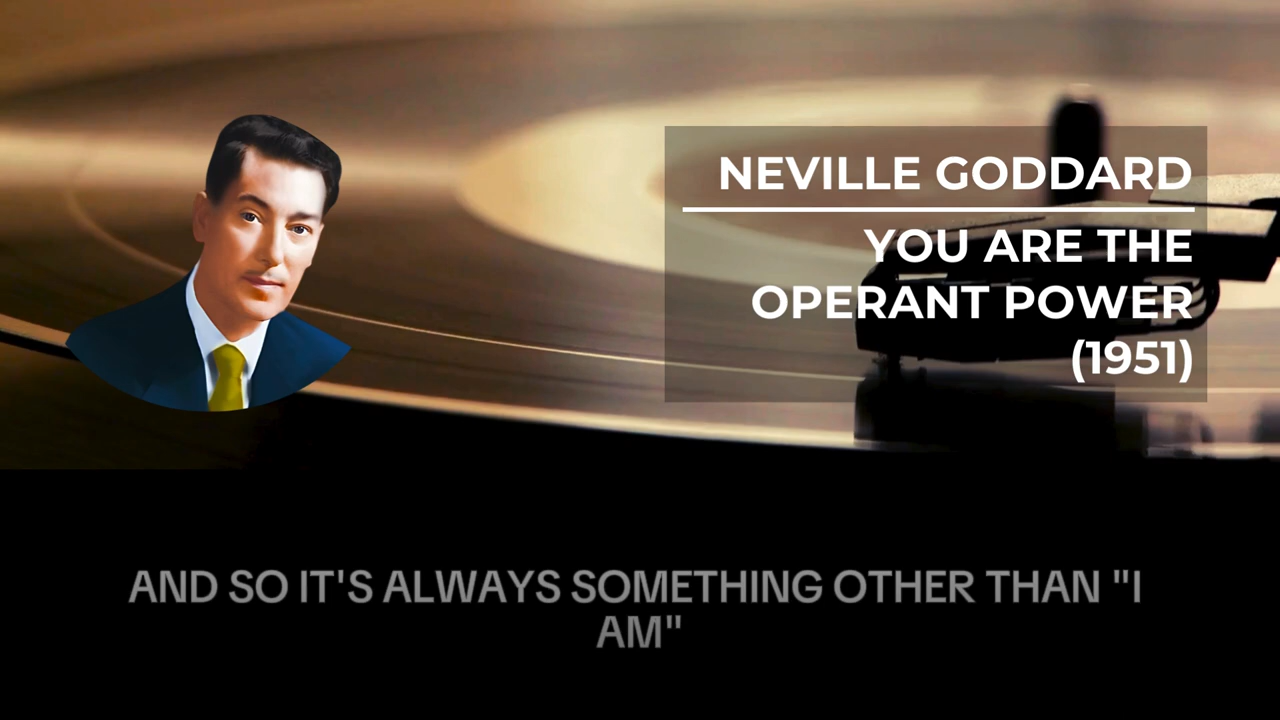 NEVILLE GODDARD
YOU ARE THE
OPERANT POWER
(1951)
AND SO IT'S ALWAYS SOMETHING OTHER THAN "I
AM"